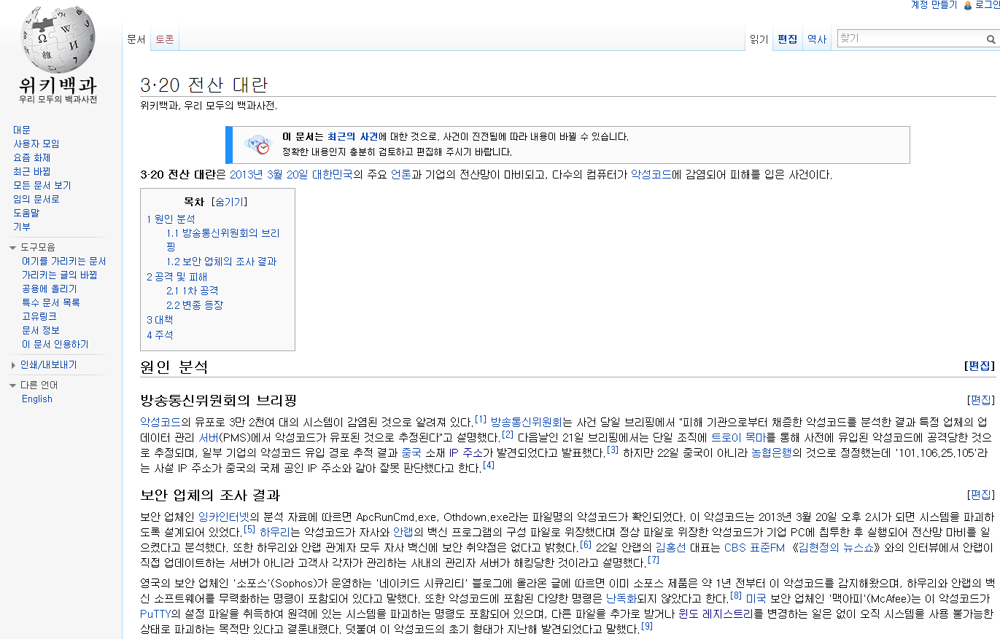 계정 만들기 로그인
문서 토론 읽기 편집 역사 찾기
위키백과
우리 모두의 백과사전
대문
사용자 모임
요즘 화제
최근 바뀜
모든 문서 보기
임의 문서로
도움말
기부
도구모음
여기를 가리키는 문서
가리키는 글의 바뀜
공용에 올리기
특수 문서 목록
고유링크
문서 정보
이 문서 인용하기
인쇄/내보내기
다른 언어
English
3·20 전산 대란
위키백과, 우리 모두의 백과사전.
이 문서는 최근의 사건에 대한 것으로, 사건이 진전됨에 따라 내용이 바뀔 수 있습니다.
정확한 내용인지 충분히 검토하고 편집해 주시기 바랍니다.
3·20 전산 대란은 2013년 3월 20일 대한민국의 주요 언론과 기업의 전산망이 마비되고, 다수의 컴퓨터가 악성코드에 감염되어 피해를 입은 사건이다.
목차 [숨기기]
1 원인 분석
1.1 방송통신위원회의 브리
핑
1.2 보안 업체의 조사 결과
2 공격 및 피해
2.1 1차 공격
2.2 변종 등장
3 대책
4 주석
원인 분석 [편집]
방송통신위원회의 브리핑 [편집]
악성코드의 유포로 3만 2천여 대의 시스템이 감염된 것으로 알려져 있다.[1] 방송통신위원회는 사건 당일 브리핑에서 "피해 기관으로부터 채증한 악성코드를 분석한 결과 특정 업체의 업
데이터 관리 서버(PMS)에서 악성코드가 유포된 것으로 추정된다"고 설명했다.[2] 다음날인 21일 브리핑에서는 단일 조직에 트로이 목마를 통해 사전에 유입된 악성코드에 공격당한 것으
로 추정되며, 일부 기업의 악성코드 유입 경로 추적 결과 중국 소재 IP 주소가 발견되었다고 발표했다.[3] 하지만 22일 중국이 아니라 농협은행의 것으로 정정했는데 '101.106.25.105'라
는 사설 IP 주소가 중국의 국제 공인 IP 주소와 같아 잘못 판단했다고 한다.[4]
보안 업체의 조사 결과 [편집]
보안 업체인 잉카인터넷의 분석 자료에 따르면 ApcRunCmd.exe, Othdown.exe라는 파일명의 악성코드가 확인되었다. 이 악성코드는 2013년 3월 20일 오후 2시가 되면 시스템을 파괴하
도록 설계되어 있었다.[5] 하우리는 악성코드가 자사와 안랩의 백신 프로그램의 구성 파일로 위장했다며 정상 파일로 위장한 악성코드가 기업 PC에 침투한 후 실행되어 전산망 마비를 일
으켰다고 분석했다. 또한 하우리와 안랩 관계자 모두 자사 백신에 보안 취약점은 없다고 밝혔다.[6] 22일 안랩의 김홍선 대표는 CBS 표준FM 《김현정의 뉴스쇼》와의 인터뷰에서 안랩이
직접 업데이트하는 서버가 아니라 고객사 각자가 관리하는 사내의 관리자 서버가 해킹당한 것이라고 설명했다.[7]
영국의 보안 업체인 '소포스'(Sophos)가 운영하는 '네이키드 시큐리티' 블로그에 올라온 글에 따르면 이미 소포스 제품은 약 1년 전부터 이 악성코드를 감지해왔으며, 하우리와 안랩의 백
신 소프트웨어를 무력화하는 명령이 포함되어 있다고 말했다. 또한 악성코드에 포함된 다양한 명령은 난독화되지 않았다고 한다.[8] 미국 보안 업체인 '맥아피'(McAfee)는 이 악성코드가
PuTTY의 설정 파일을 취득하여 원격에 있는 시스템을 파괴하는 명령도 포함되어 있으며, 다른 파일을 추가로 받거나 윈도 레지스트리를 변경하는 일은 없이 오직 시스템을 사용 불가능한
상태로 파괴하는 목적만 있다고 결론내렸다. 덧붙여 이 악성코드의 초기 형태가 지난해 발견되었다고 말했다.[9]